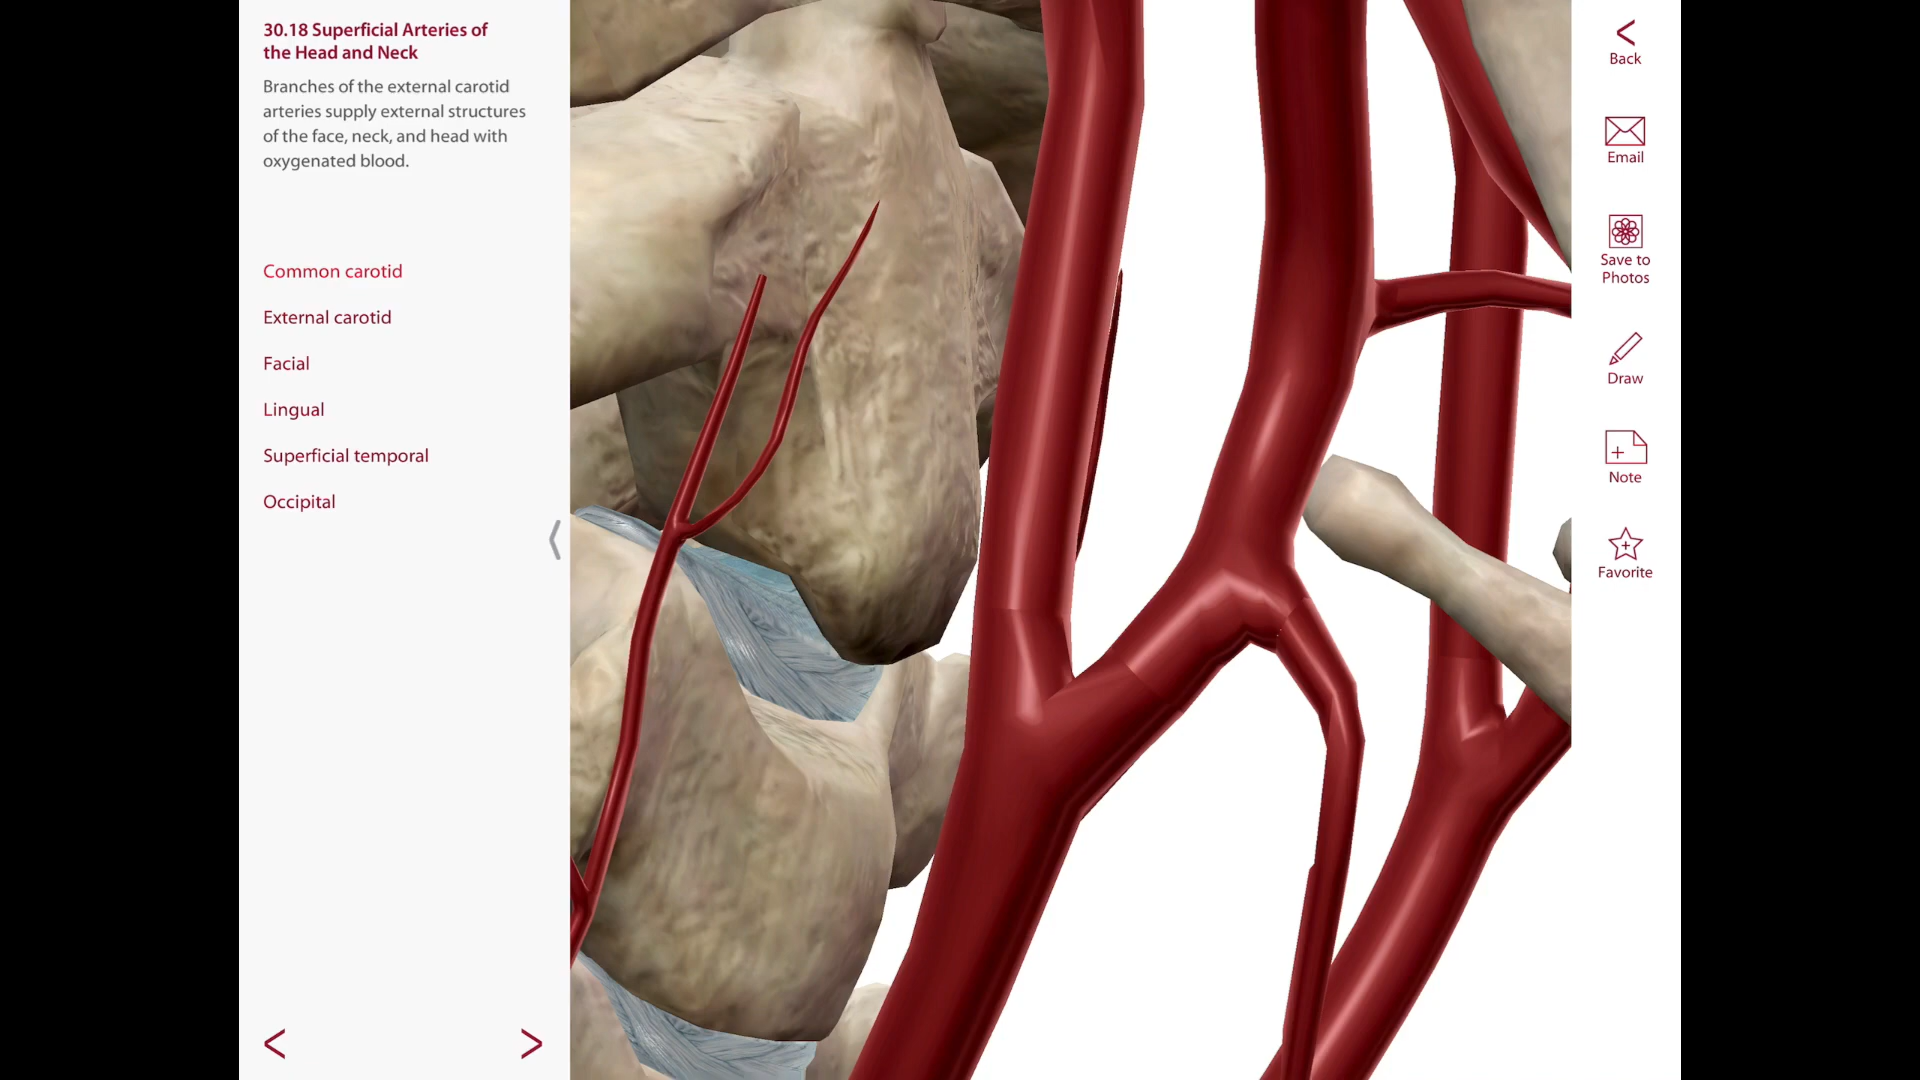 30.18 Superficial Arteries of
the Head and Neck
Branches of the external carotid
arteries supply external structures
of the face, neck, and head with
oxygenated blood.
Common carotid
External carotid
Facial
Lingual
Superficial temporal
Occipital
Back
Email
Save to
Photos
Draw
Note
Favorite